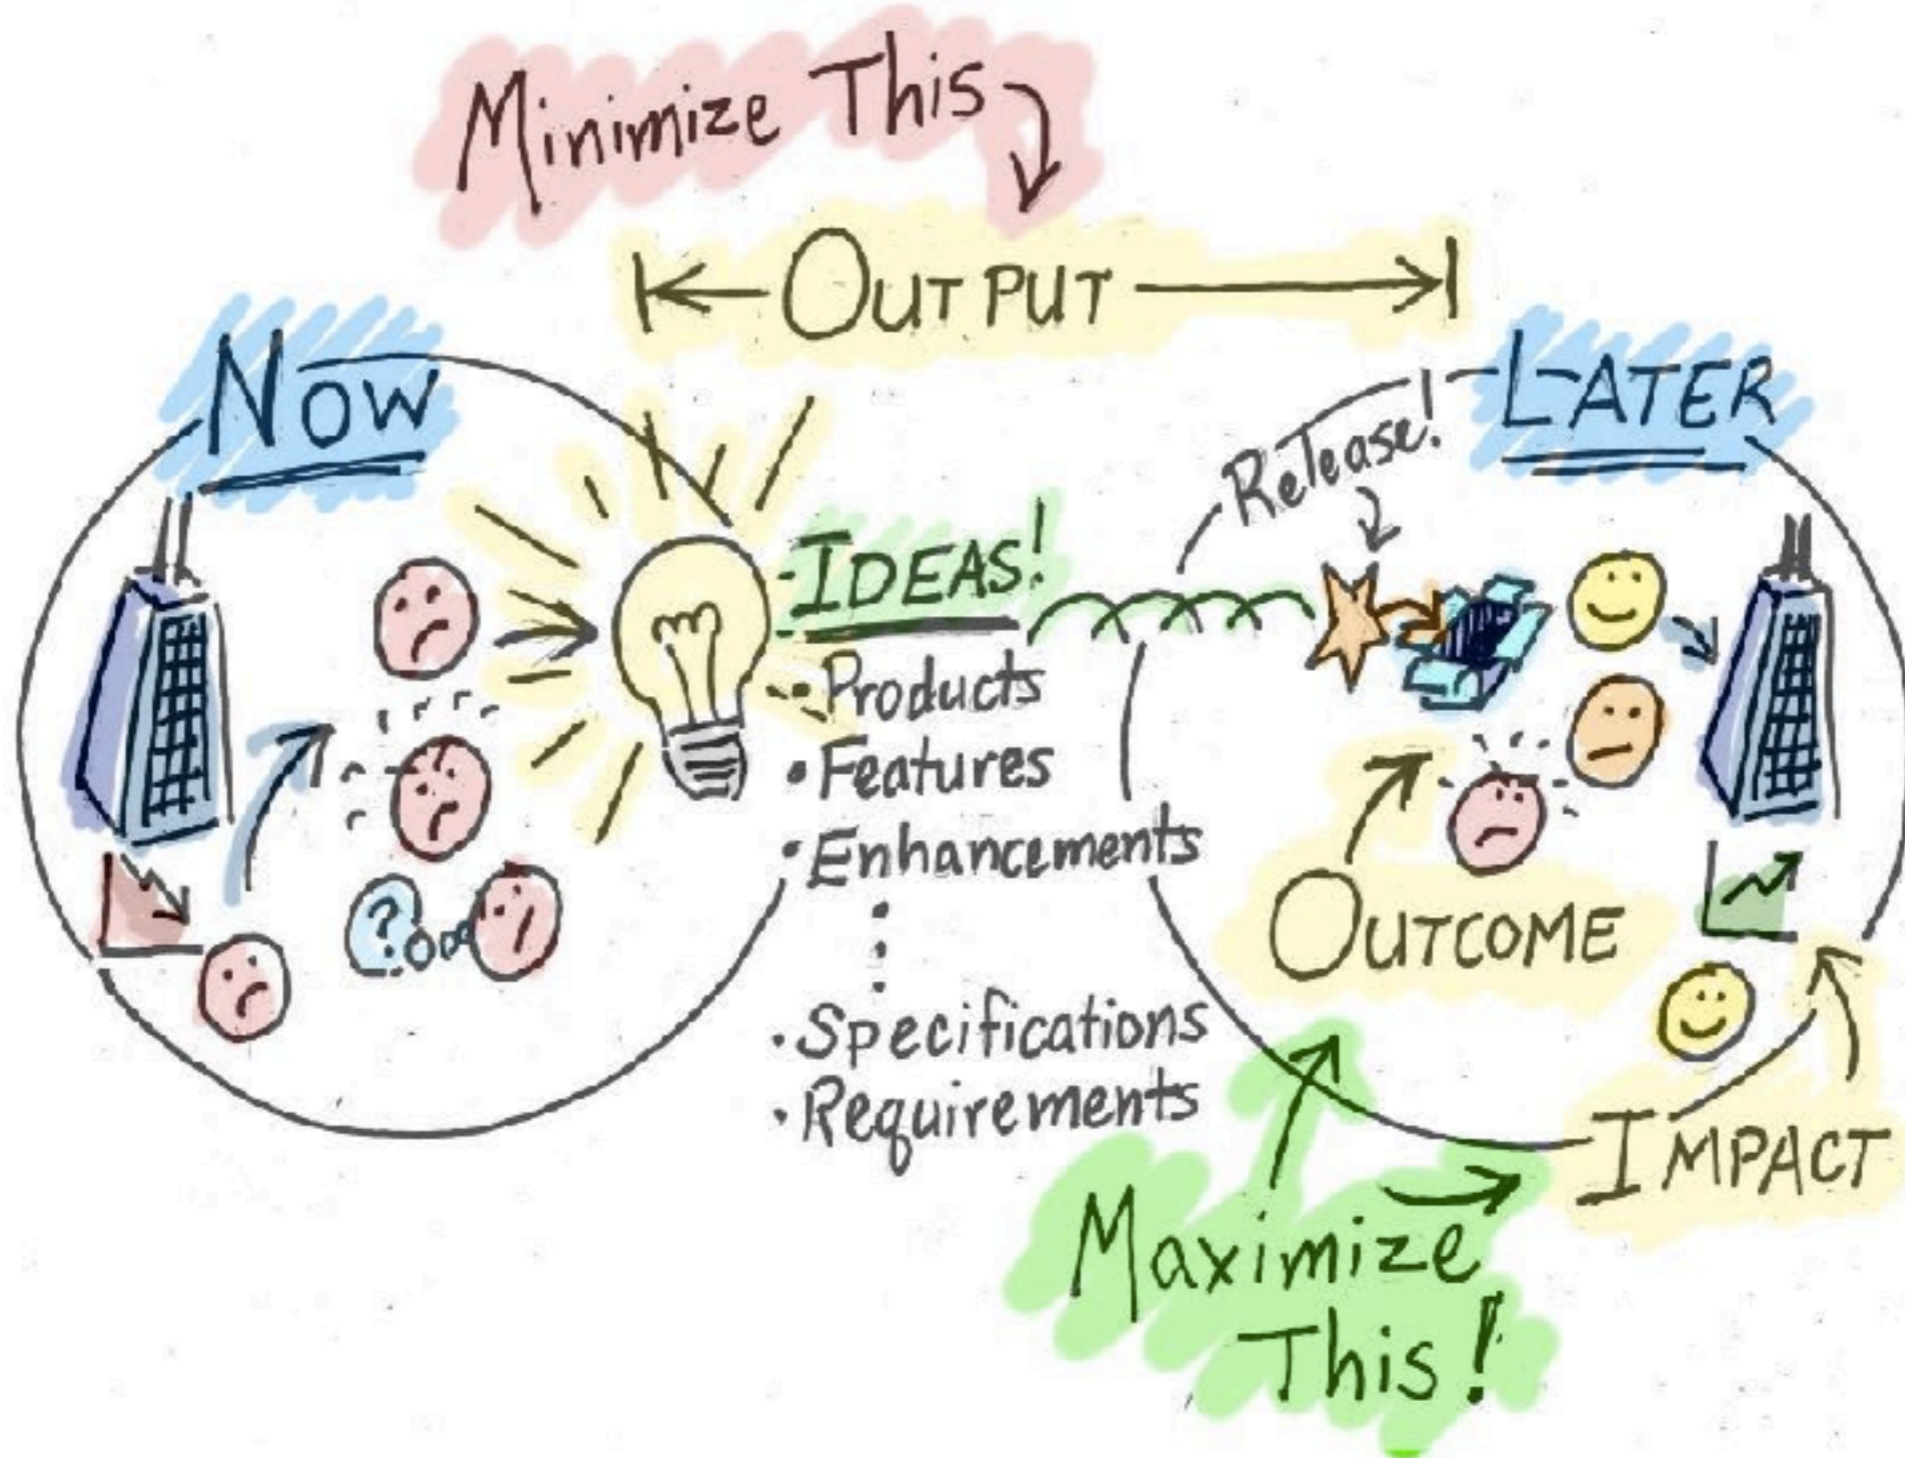 Minimize This
OUTPUT
NOW
LATER
Release!
IDEAS!
• Products
• Features
• Enhancements
?
OUTCOME
• Specifications
• Requirements
IMPACT
Maximize
This!